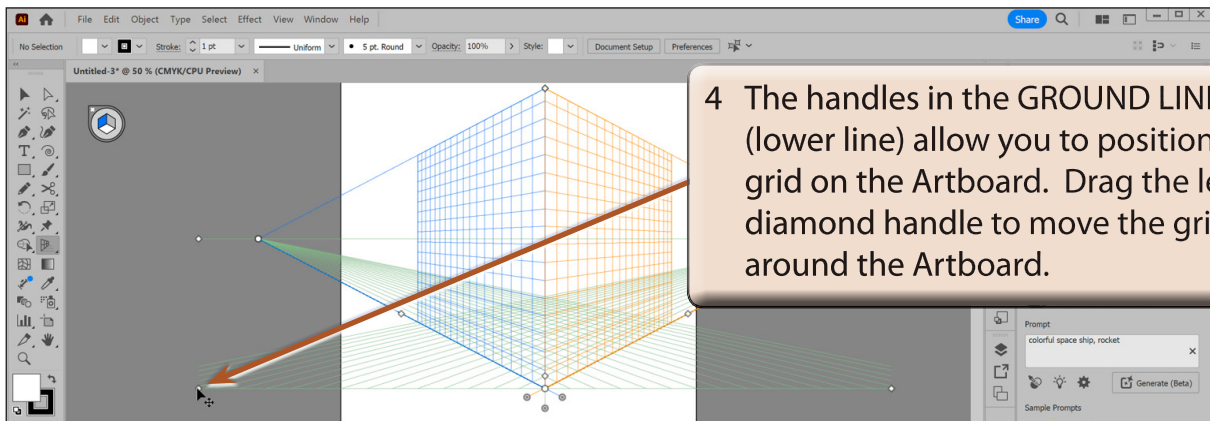 Ai File Edit Object Type Select Effect View Window Help Share
No Selection Stroke: 1 pt Uniform 5 pt. Round Opacity: 100% Style: Document Setup Preferences
Untitled-3* @ 50 % (CMYK/CPU Preview) ×
4 The handles in the GROUND LINE
(lower line) allow you to position
grid on the Artboard. Drag the le
diamond handle to move the gri
around the Artboard.
Prompt
colorful space ship, rocket
Generate (Beta)
Sample Prompts